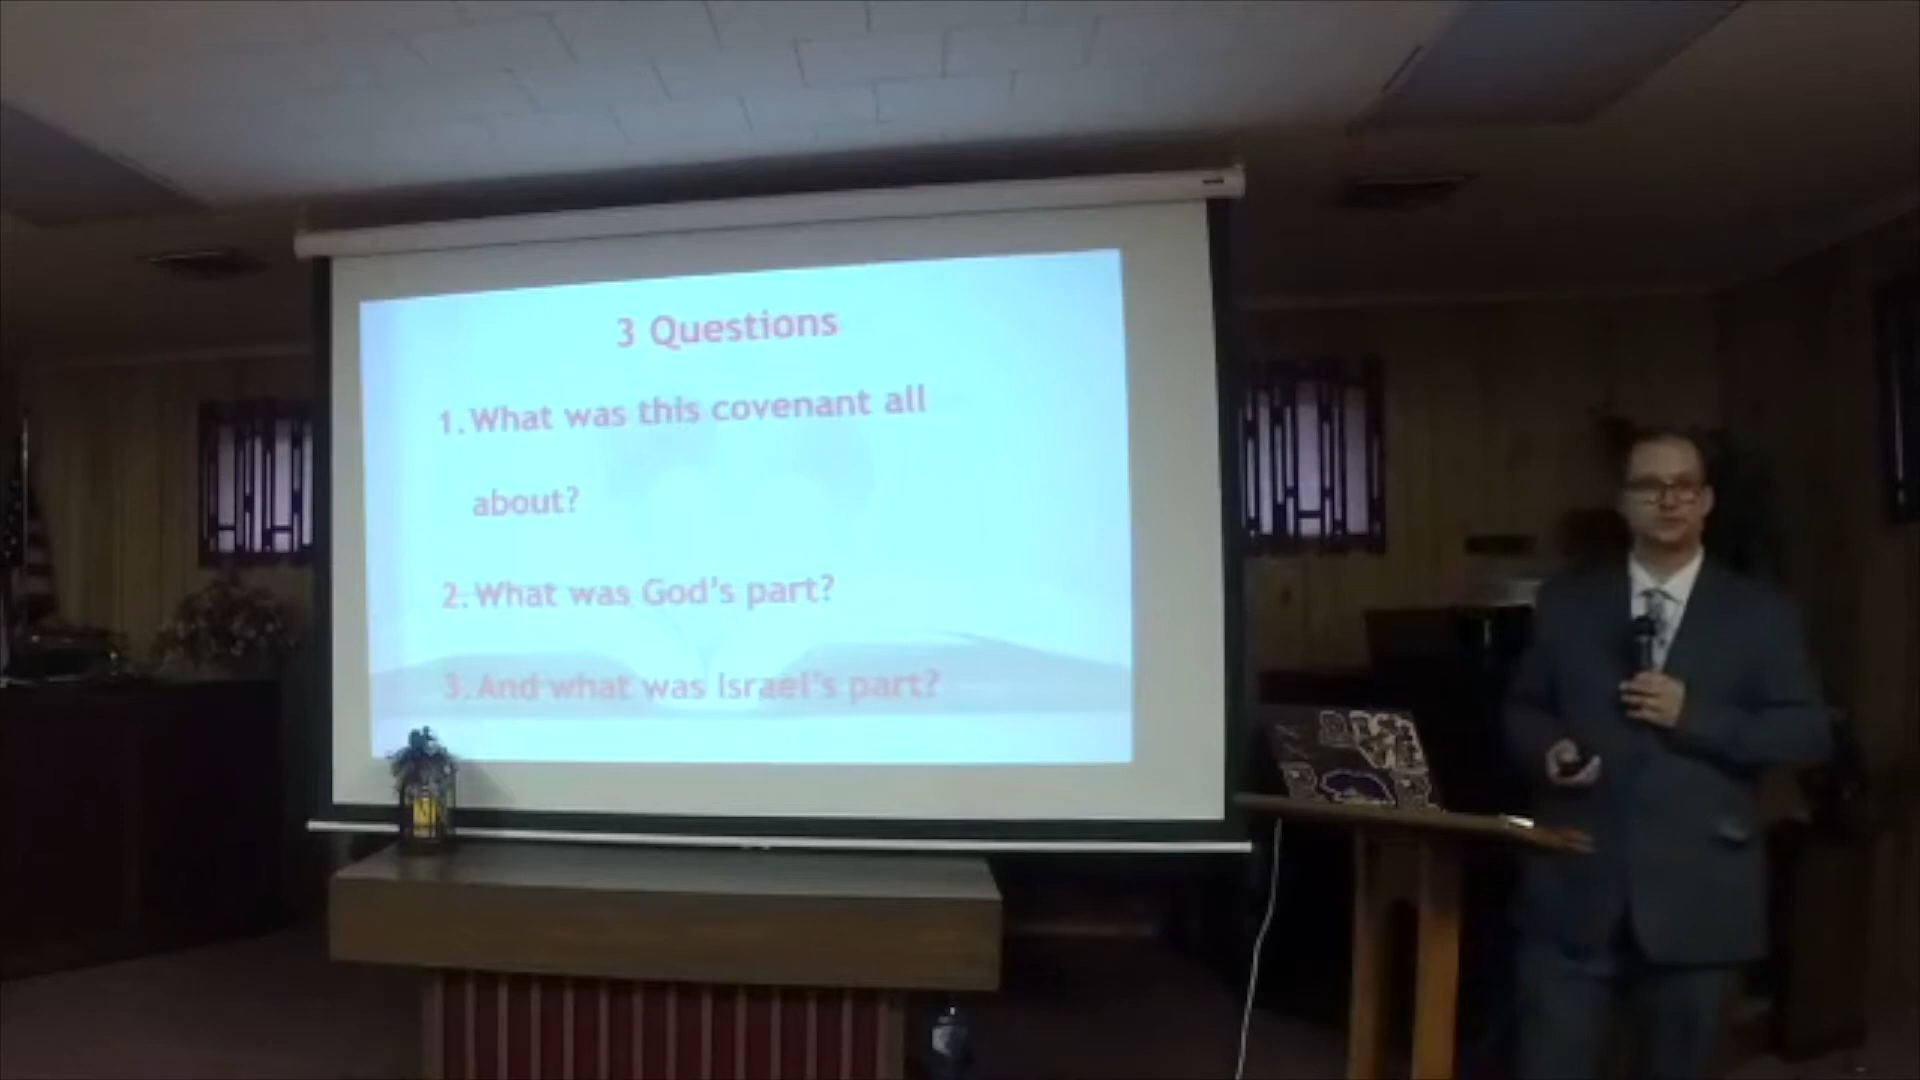 3 Questions
1. What was this covenant all
about?
2. What was God's part?
3. And what was Israel's part?